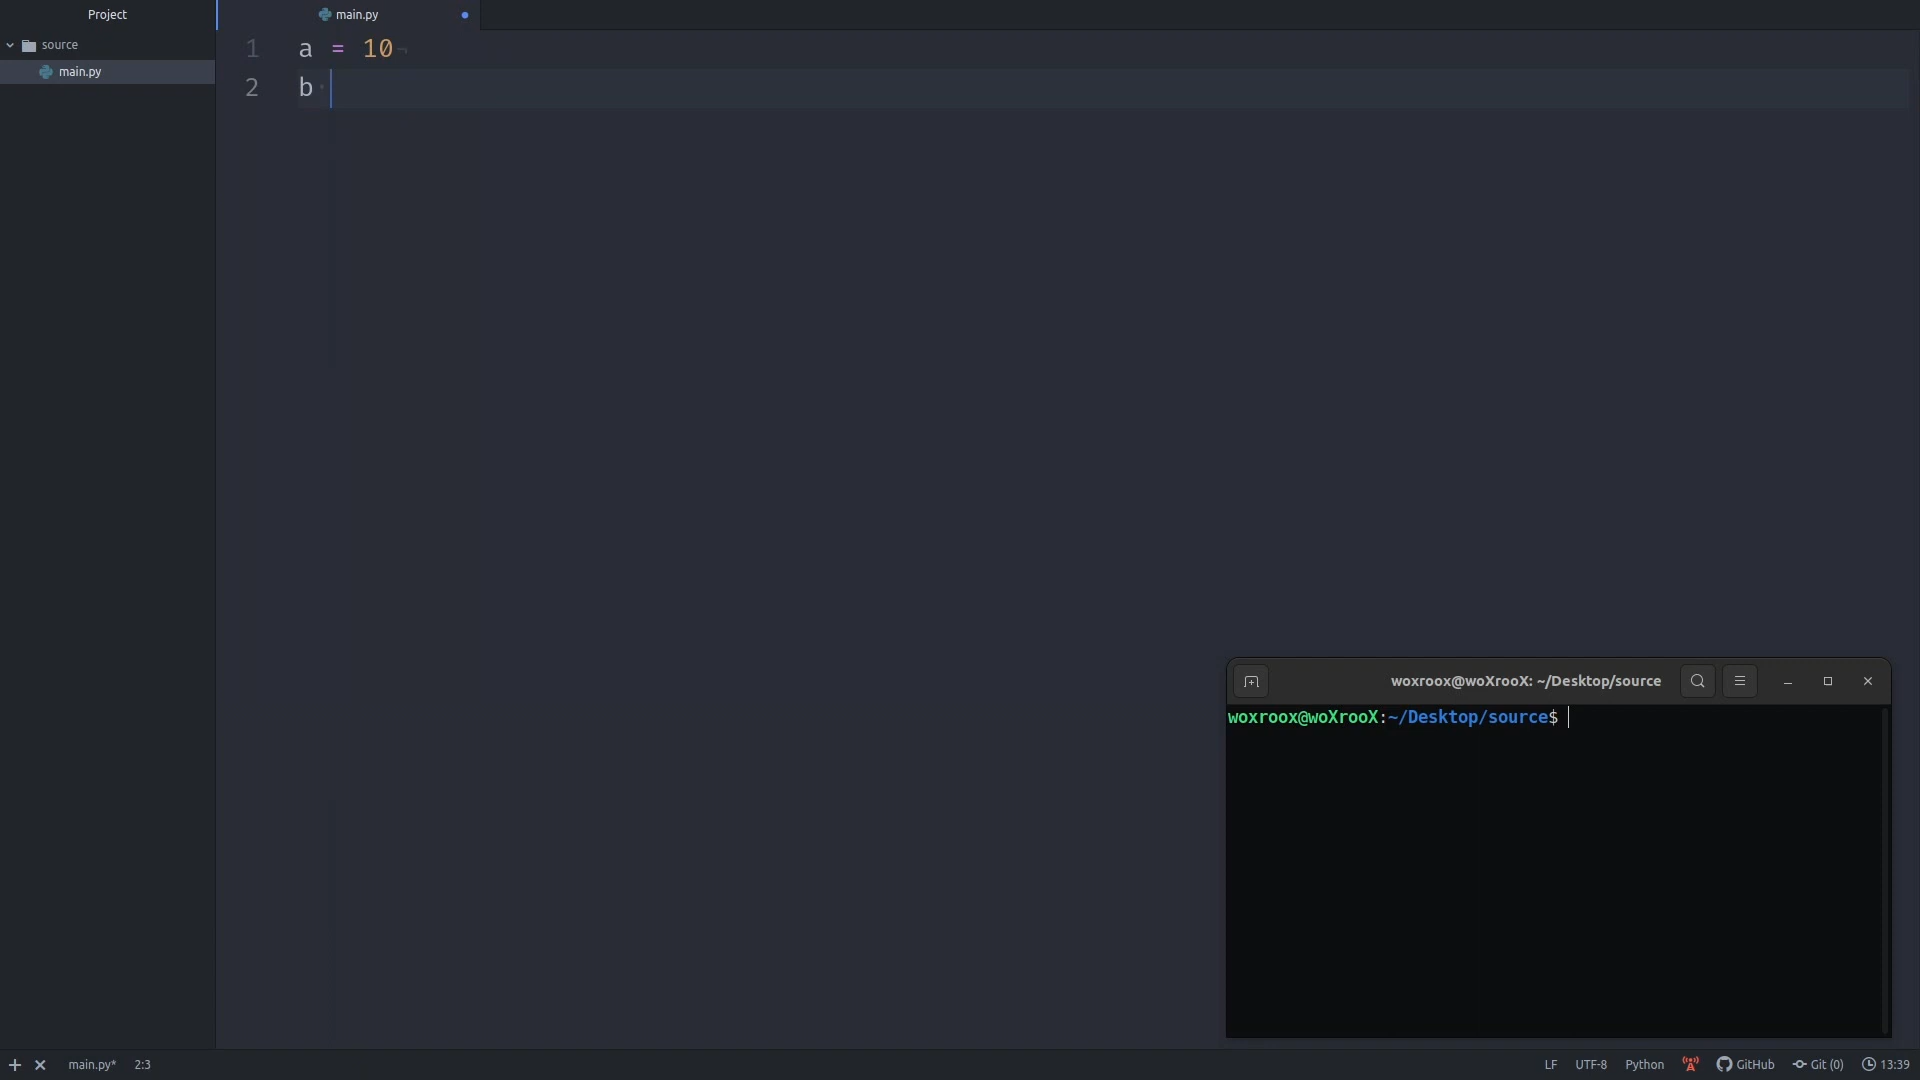 Project
main.py
source
main.py
1 a = 10
2 b
woxroox@woXrooX: ~/Desktop/source
woxroox@woXrooX:~/Desktop/source$
main.py* 2:3 LF UTF-8 Python GitHub Git (0) 13:39